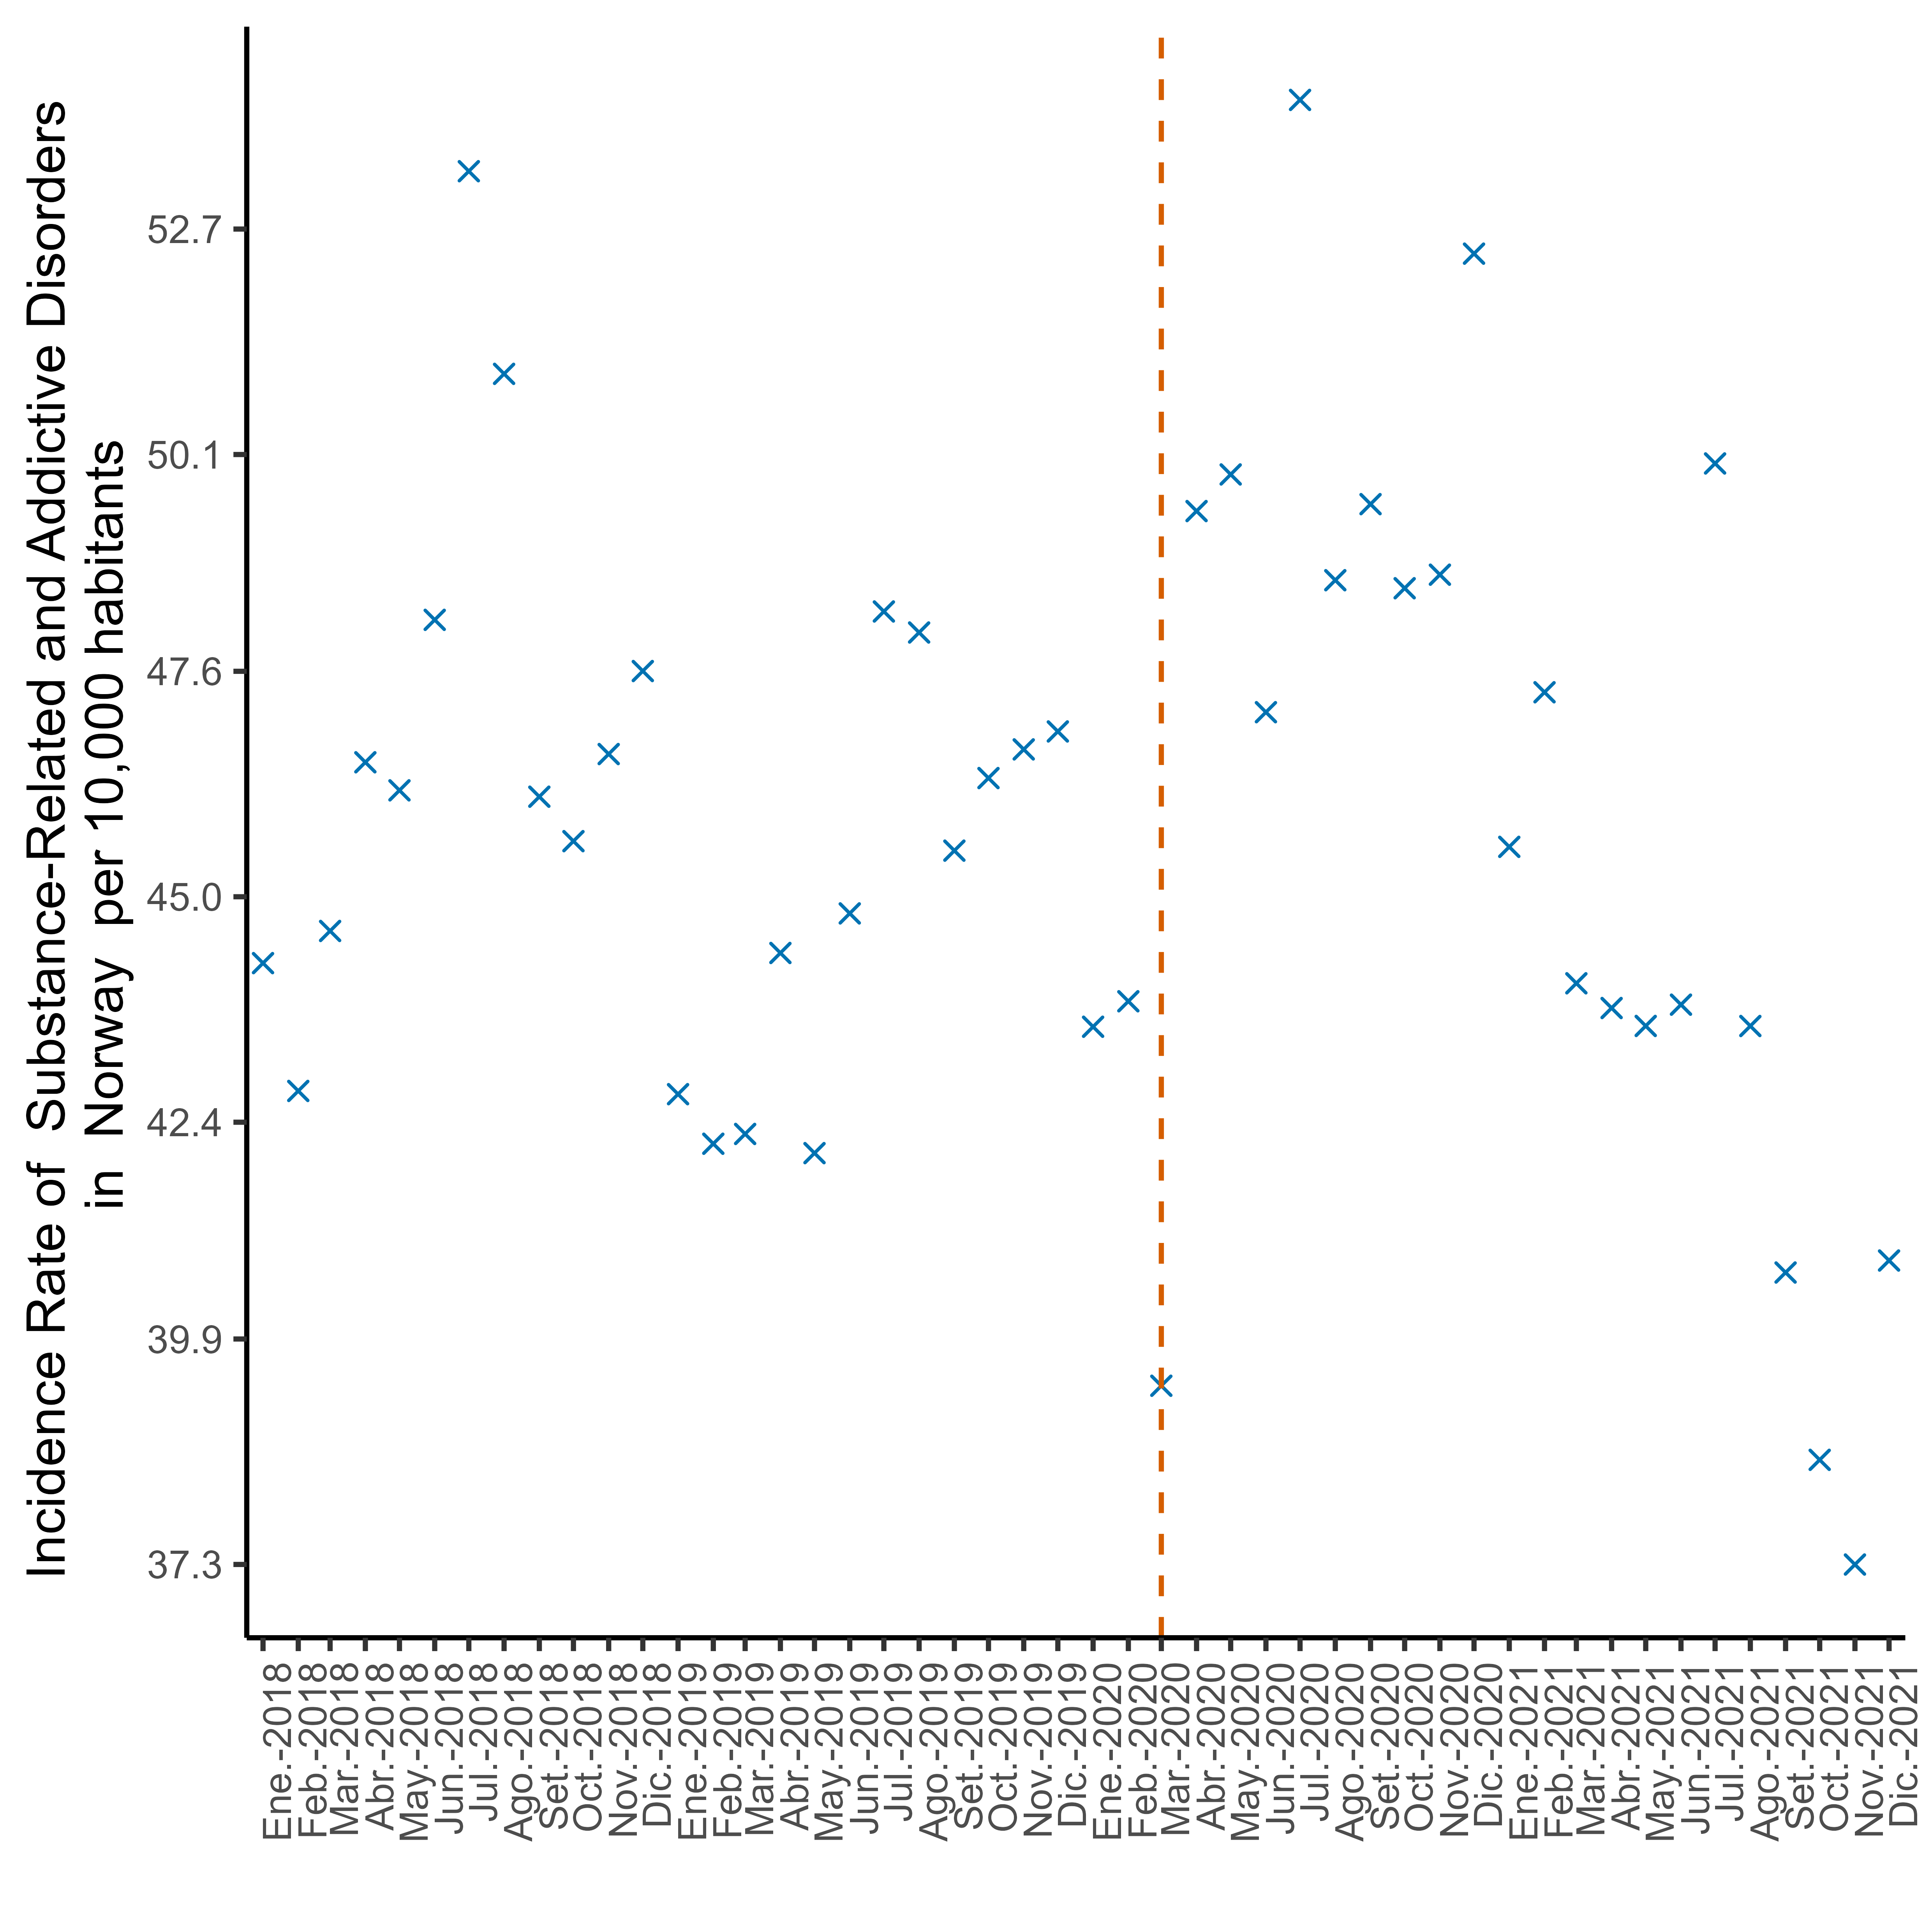 Incidence Rate of Substance-Related and Addictive Disorders
in Norway per 10,000 habitants
52.7
50.1
47.6
45.0
42.4
39.9
37.3
Ene.-2018
Feb.-2018
Mar.-2018
Abr.-2018
May.-2018
Jun.-2018
Jul.-2018
Ago.-2018
Set.-2018
Oct.-2018
Nov.-2018
Dic.-2018
Ene.-2019
Feb.-2019
Mar.-2019
Abr.-2019
May.-2019
Jun.-2019
Jul.-2019
Ago.-2019
Set.-2019
Oct.-2019
Nov.-2019
Dic.-2019
Ene.-2020
Feb.-2020
Mar.-2020
Abr.-2020
May.-2020
Jun.-2020
Jul.-2020
Ago.-2020
Set.-2020
Oct.-2020
Nov.-2020
Dic.-2020
Ene.-2021
Feb.-2021
Mar.-2021
Abr.-2021
May.-2021
Jun.-2021
Jul.-2021
Ago.-2021
Set.-2021
Oct.-2021
Nov.-2021
Dic.-2021